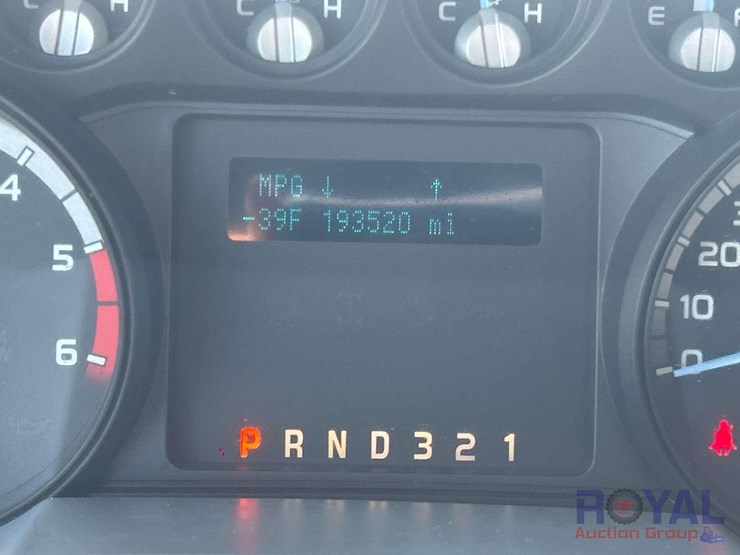 C H C H C H E F
MPG ↓ ↑
-39F 193520 mi
4
5
6
20
10
0
P R N D 3 2 1
ROYAL
Auction Group